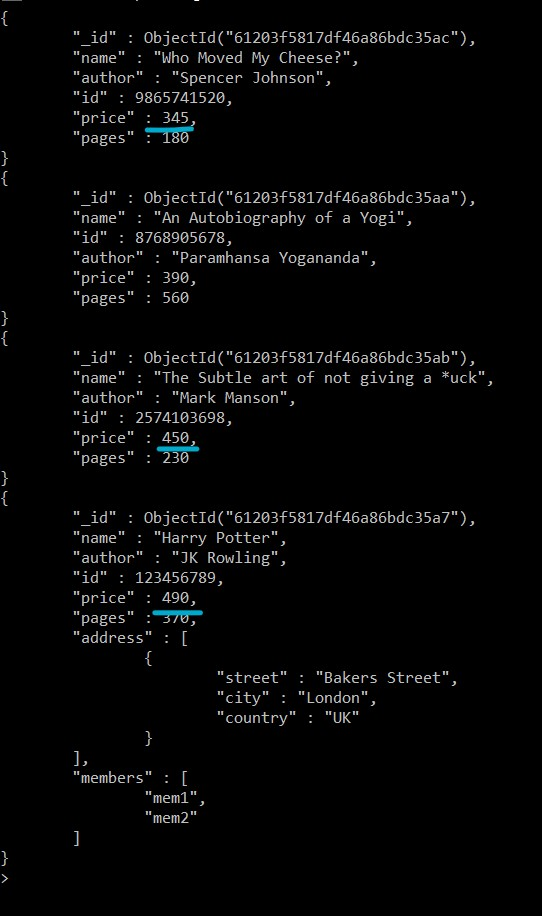 {
"_id" : ObjectId("61203f5817df46a86bdc35ac"),
"name" : "Who Moved My Cheese?",
"author" : "Spencer Johnson",
"id" : 9865741520,
"price" : 345,
"pages" : 180
}
{
"_id" : ObjectId("61203f5817df46a86bdc35aa"),
"name" : "An Autobiography of a Yogi",
"id" : 8768905678,
"author" : "Paramhansa Yogananda",
"price" : 390,
"pages" : 560
}
{
"_id" : ObjectId("61203f5817df46a86bdc35ab"),
"name" : "The Subtle art of not giving a *uck",
"author" : "Mark Manson",
"id" : 2574103698,
"price" : 450,
"pages" : 230
}
{
"_id" : ObjectId("61203f5817df46a86bdc35a7"),
"name" : "Harry Potter",
"author" : "JK Rowling",
"id" : 123456789,
"price" : 490,
"pages" : 370,
"address" : [
{
"street" : "Bakers Street",
"city" : "London",
"country" : "UK"
}
],
"members" : [
"mem1",
"mem2"
]
}
>